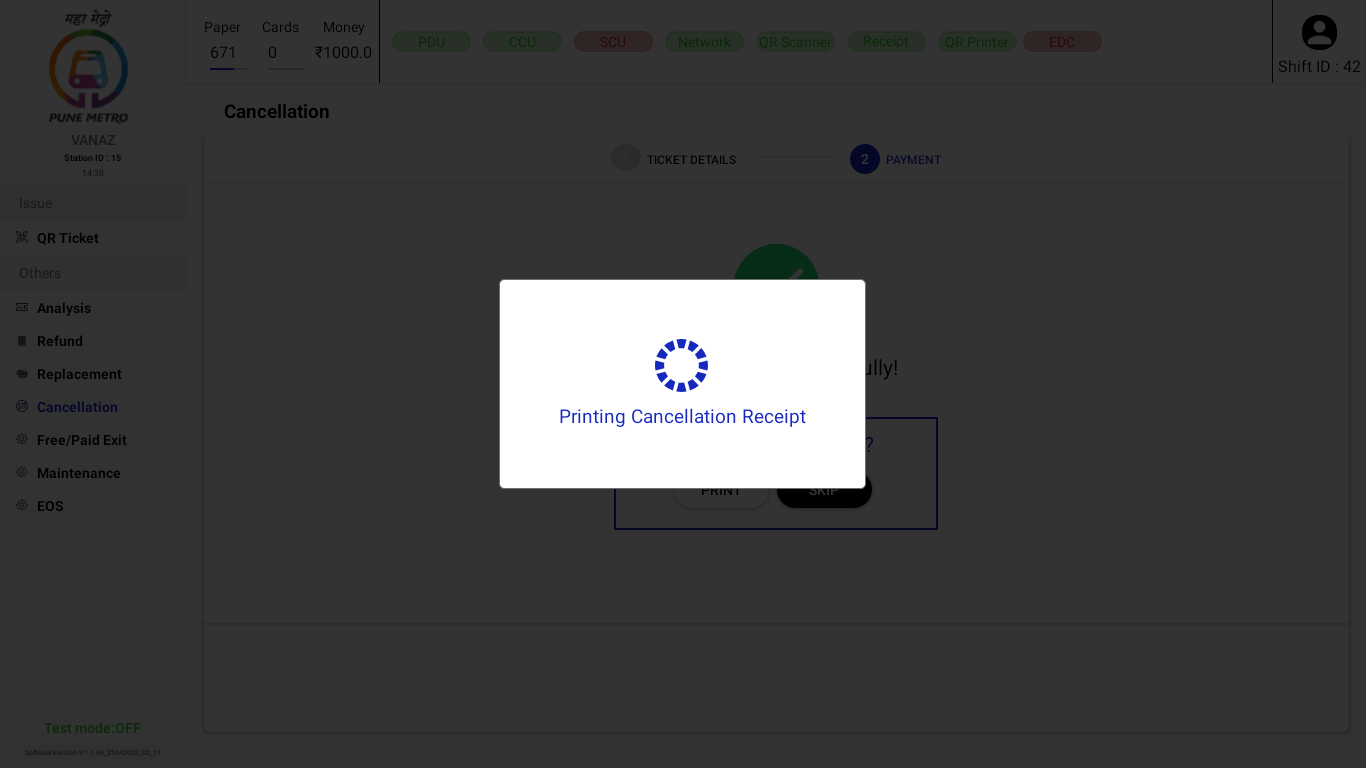 महा मेट्रो
PUNE METRO
VANAZ
Station ID : 15
14:38
Issue
QR Ticket
Others
Analysis
Refund
Replacement
Cancellation
Free/Paid Exit
Maintenance
EOS
Test mode:OFF
Paper Cards Money
671 0 ₹1000.0
PDU CCU SCU Network QR Scanner Receipt QR Printer EDC
Shift ID : 42
Cancellation
1 TICKET DETAILS 2 PAYMENT
ully!
Printing Cancellation Receipt
?
PRINT SKIP